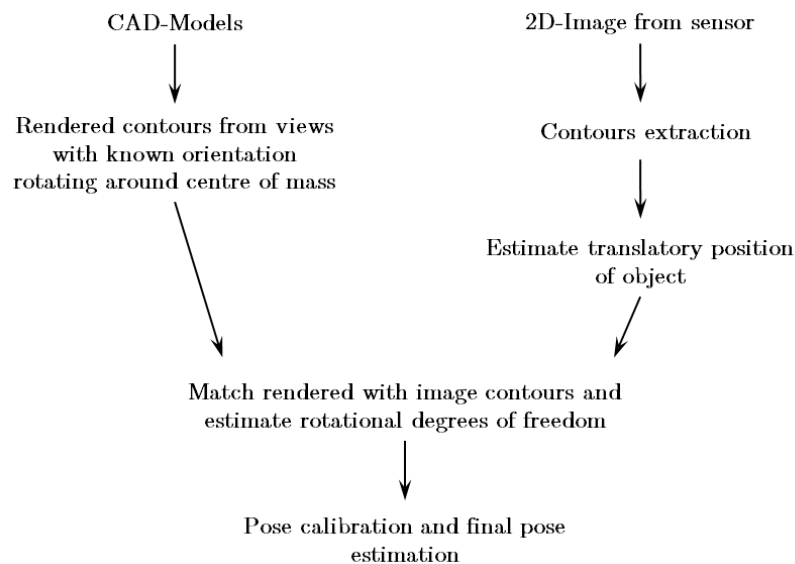 CAD-Models
2D-Image from sensor
Rendered contours from views
with known orientation
rotating around centre of mass
Contours extraction
Estimate translatory position
of object
Match rendered with image contours and
estimate rotational degrees of freedom
Pose calibration and final pose
estimation